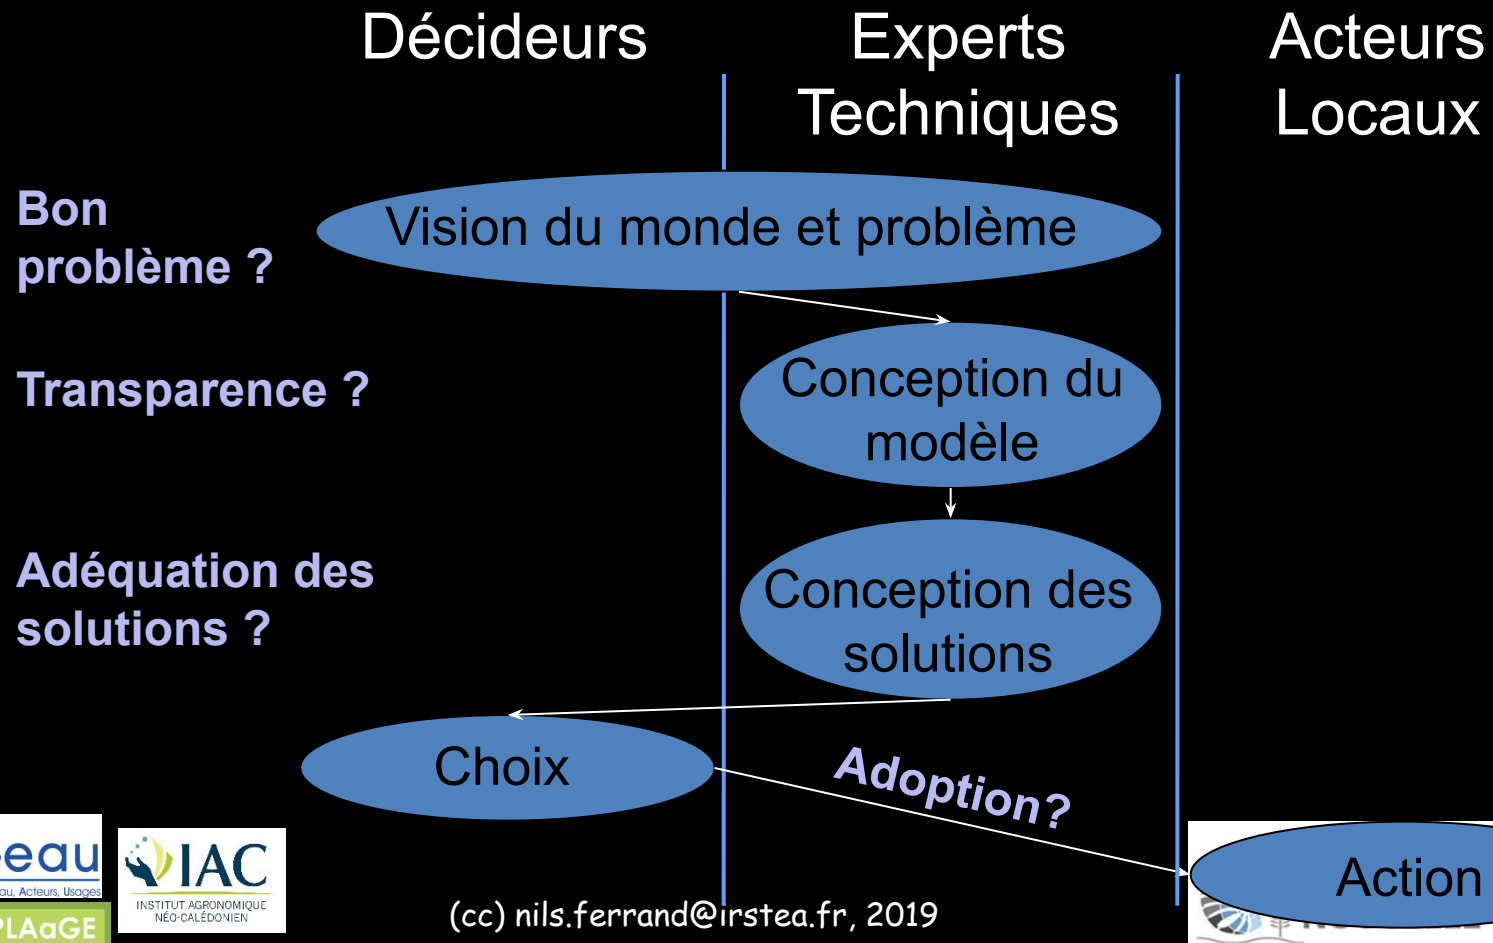 Décideurs
Experts
Techniques
Acteurs
Locaux
Bon
problème ?
Vision du monde et problème
Transparence ?
Conception du
modèle
Adéquation des
solutions ?
Conception des
solutions
Choix
Adoption?
Action
eau
au, Acteurs, Usages
PLAaGE
IAC
INSTITUT AGRONOMIQUE
NÉO-CALÉDONIEN
(cc) nils.ferrand@irstea.fr, 2019